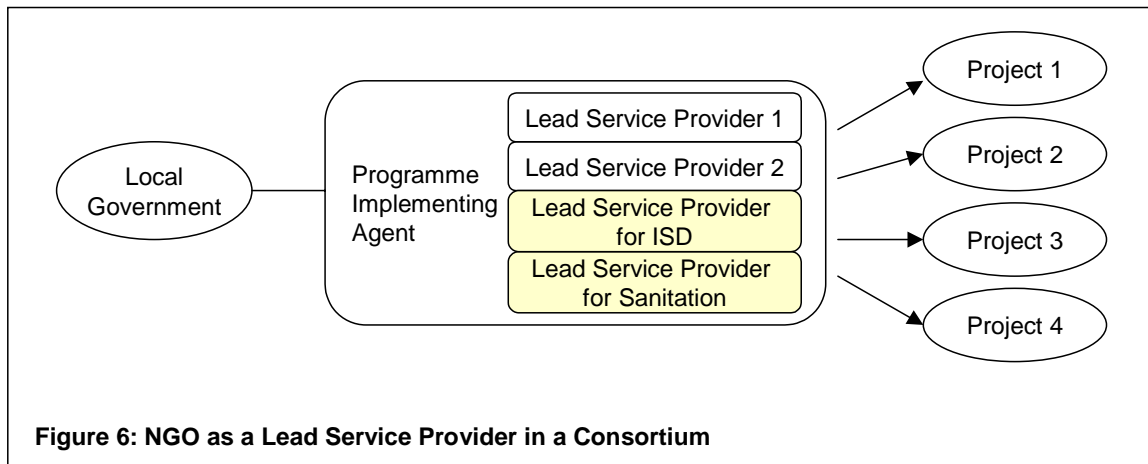 Local
Government
Programme
Implementing
Agent
Lead Service Provider 1
Lead Service Provider 2
Lead Service Provider
for ISD
Lead Service Provider
for Sanitation
Project 1
Project 2
Project 3
Project 4
Figure 6: NGO as a Lead Service Provider in a Consortium